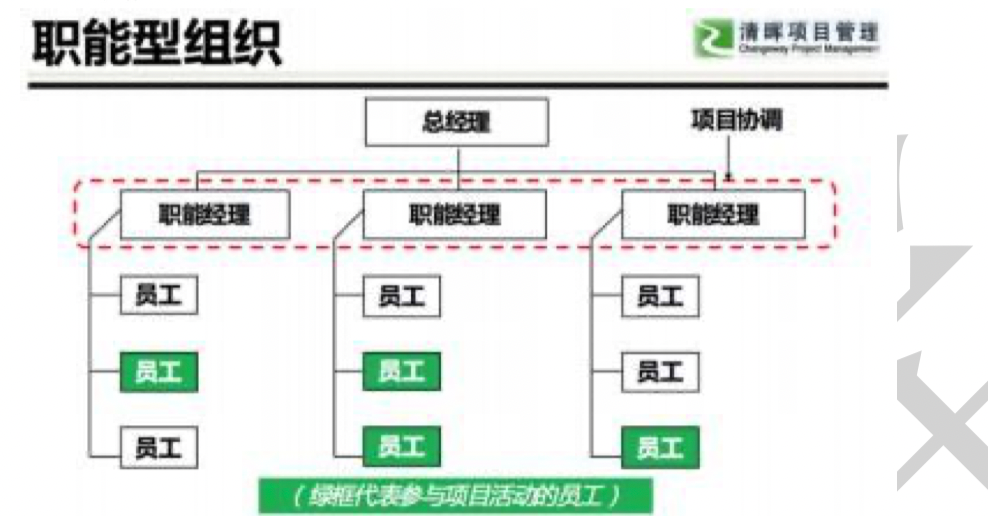 职能型组织
清晖项目管理
Changeway Project Management
总经理
项目协调
职能经理 职能经理 职能经理
员工 员工 员工
员工 员工 员工
员工 员工 员工
（绿框代表参与项目活动的员工）